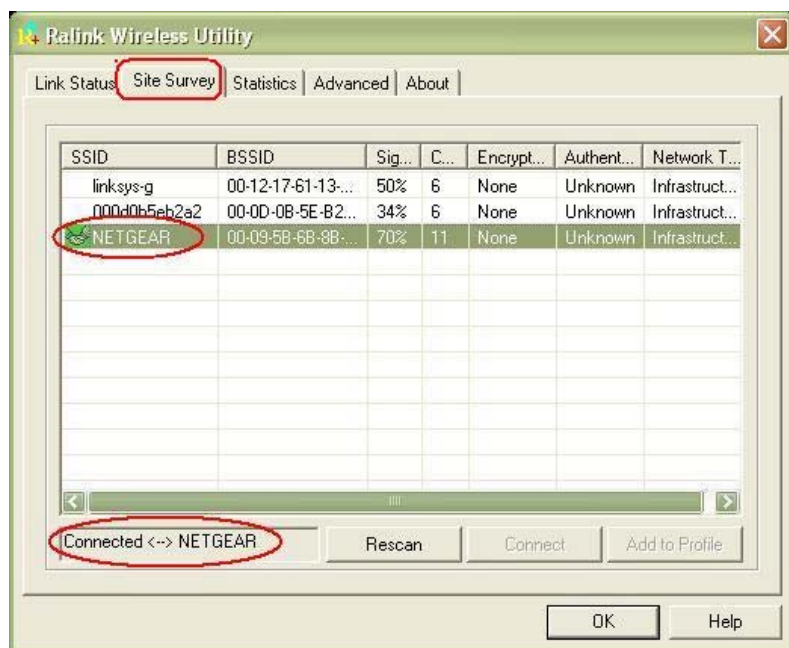 Ralink Wireless Utility
Link Status Site Survey Statistics Advanced About
SSID BSSID Sig... C... Encrypt... Authent... Network T...
linksys-g 00-12-17-61-13-... 50% 6 None Unknown Infrastruct...
000d0b5eb2a2 00-0D-0B-5E-B2... 34% 6 None Unknown Infrastruct...
NETGEAR 00-09-5B-6B-8B-... 70% 11 None Unknown Infrastruct...
Connected <--> NETGEAR Rescan Connect Add to Profile
OK Help